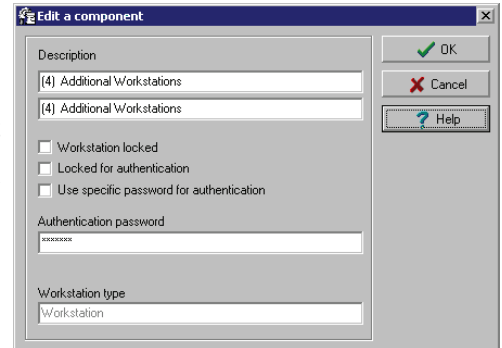 Edit a component
Description
(4) Additional Workstations
(4) Additional Workstations
Workstation locked
Locked for authentication
Use specific password for authentication
Authentication password
xxxxxxx
Workstation type
Workstation
OK
Cancel
Help